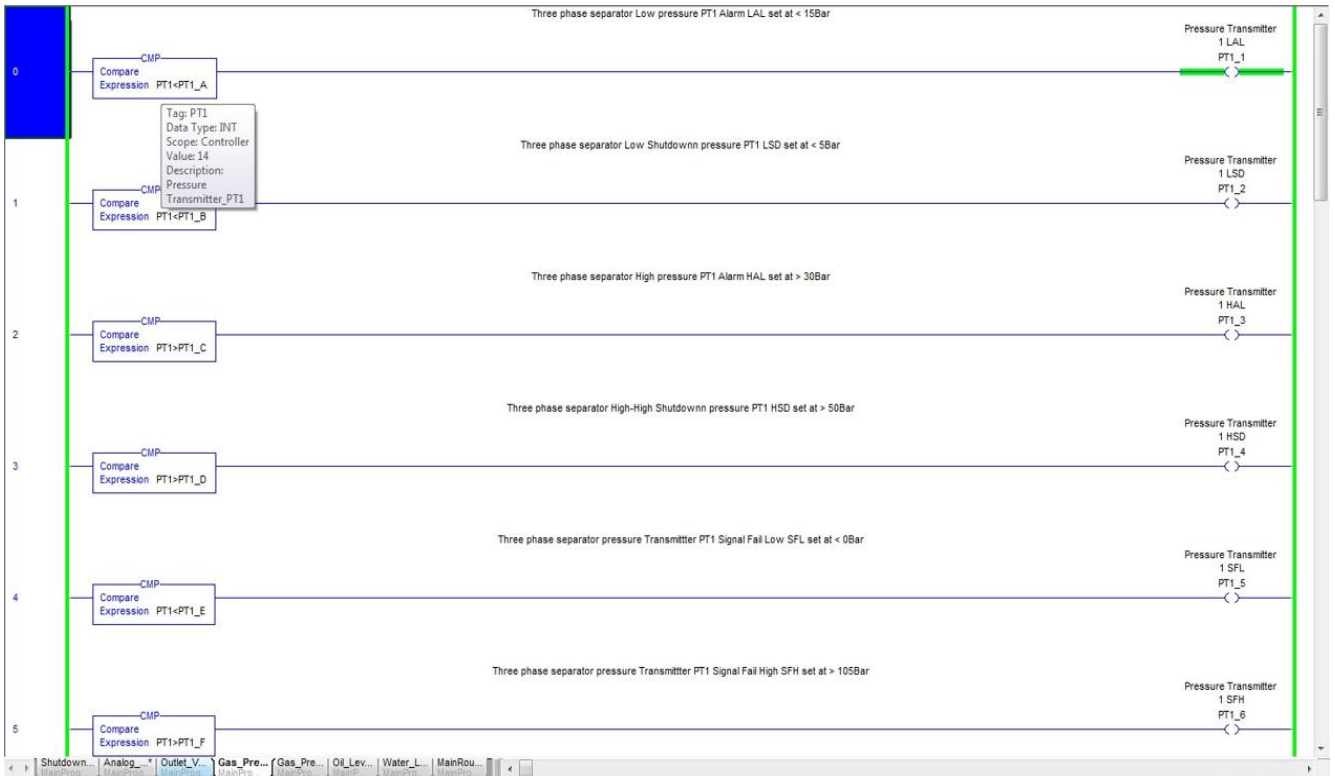 Three phase separator Low pressure PT1 Alarm LAL set at < 15Bar
Pressure Transmitter
1 LAL
PT1_1
0
CMP
Compare
Expression PT1<PT1_A
Tag: PT1
Data Type: INT
Scope: Controller
Value: 14
Description:
Pressure
Transmitter_PT1
Three phase separator Low Shutdownn pressure PT1 LSD set at < 5Bar
Pressure Transmitter
1 LSD
PT1_2
1
CMP
Compare
Expression PT1<PT1_B
Three phase separator High pressure PT1 Alarm HAL set at > 30Bar
Pressure Transmitter
1 HAL
PT1_3
2
CMP
Compare
Expression PT1>PT1_C
Three phase separator High-High Shutdownn pressure PT1 HSD set at > 50Bar
Pressure Transmitter
1 HSD
PT1_4
3
CMP
Compare
Expression PT1>PT1_D
Three phase separator pressure Transmittter PT1 Signal Fail Low SFL set at < 0Bar
Pressure Transmitter
1 SFL
PT1_5
4
CMP
Compare
Expression PT1<PT1_E
Three phase separator pressure Transmittter PT1 Signal Fail High SFH set at > 105Bar
Pressure Transmitter
1 SFH
PT1_6
5
CMP
Compare
Expression PT1>PT1_F
Shutdown... Analog_...* Outlet_V... Gas_Pre... Gas_Pre... Oil_Lev... Water_L... MainRou...